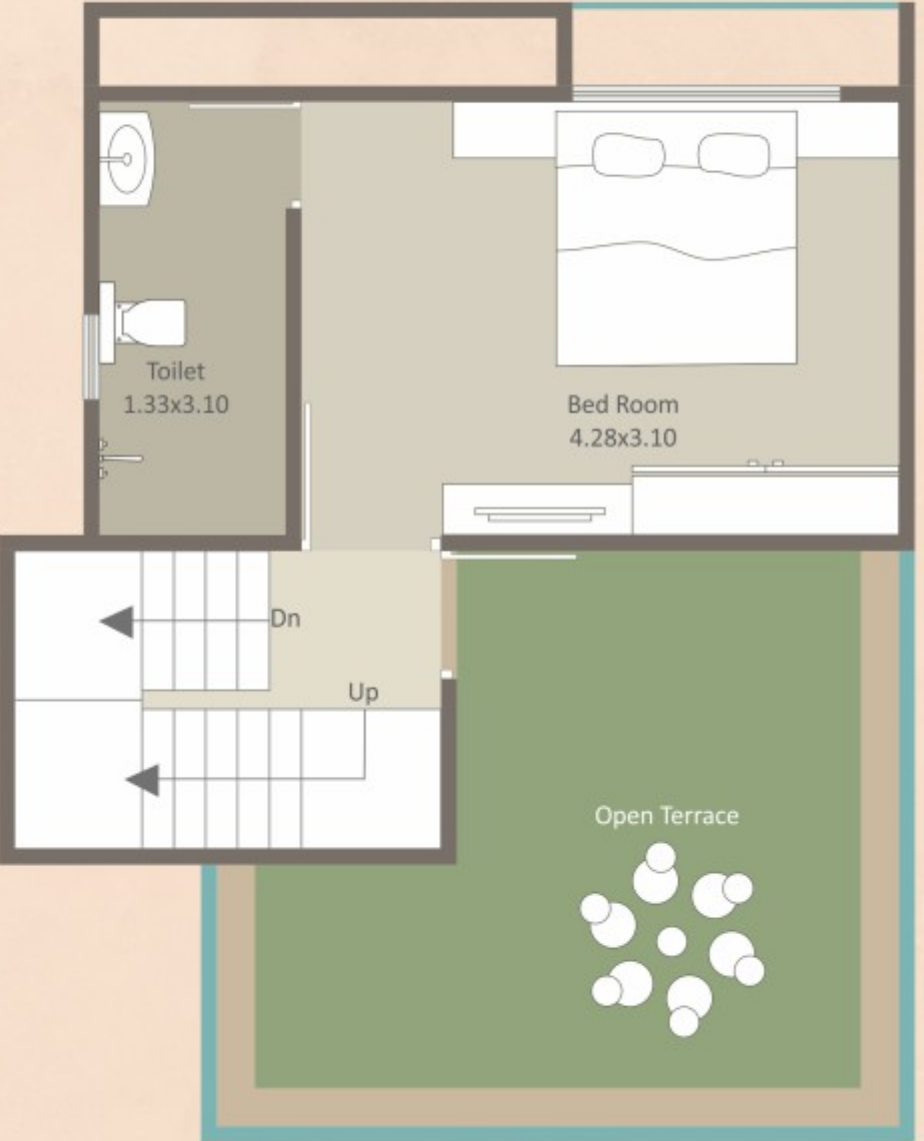 Toilet
1.33x3.10
Bed Room
4.28x3.10
Dn
Up
Open Terrace